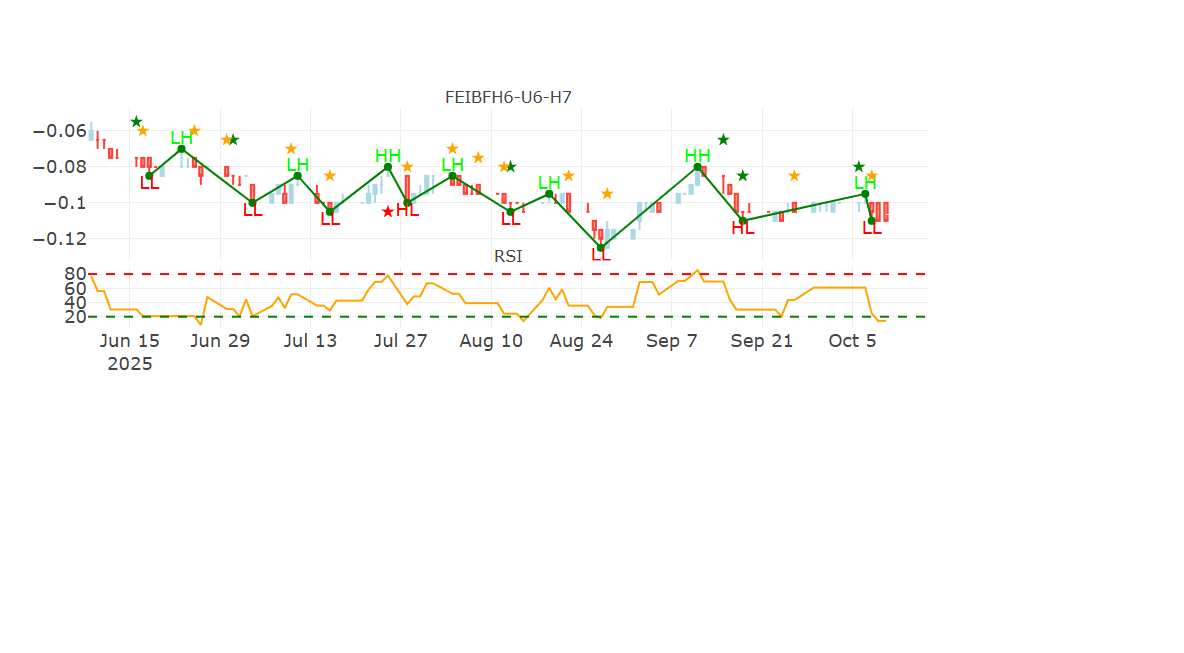 FEIBFH6-U6-H7
−0.06
−0.08
−0.1
−0.12
LL
LH
LL
LH
LL
HH
HL
LH
LL
LH
LL
HH
HL
LH
LL
RSI
80
60
40
20
Jun 15 Jun 29 Jul 13 Jul 27 Aug 10 Aug 24 Sep 7 Sep 21 Oct 5
2025